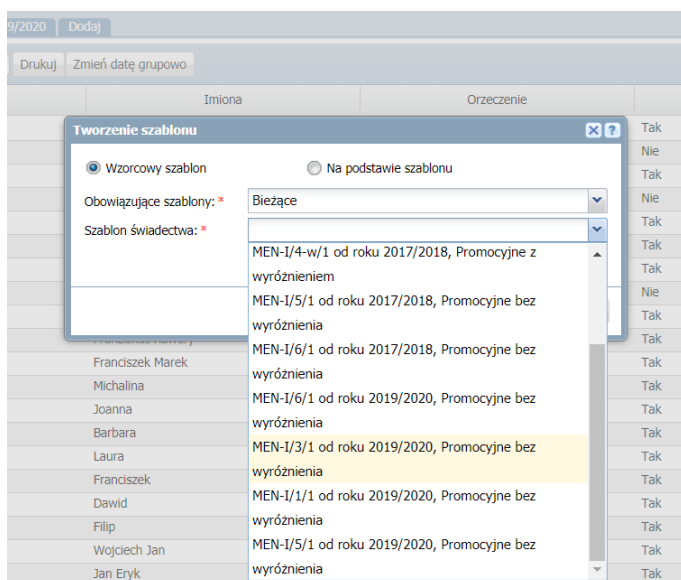 9/2020 Dodaj
Drukuj Zmień datę grupowo
Imiona Orzeczenie
Tworzenie szablonu
Tak
Nie
Wzorcowy szablon Na podstawie szablonu
Tak
Obowiązujące szablony: * Bieżące
Nie
Szablon świadectwa: *
Tak
MEN-I/4-w/1 od roku 2017/2018, Promocyjne z
Tak
wyróżnieniem
Tak
MEN-I/5/1 od roku 2017/2018, Promocyjne bez
Nie
wyróżnienia
Tak
MEN-I/6/1 od roku 2017/2018, Promocyjne bez
Tak
Franciszek Marek
wyróżnienia
Tak
Michalina
MEN-I/6/1 od roku 2019/2020, Promocyjne bez
Tak
Joanna
wyróżnienia
Tak
Barbara
MEN-I/3/1 od roku 2019/2020, Promocyjne bez
Tak
Laura
wyróżnienia
Tak
Franciszek
MEN-I/1/1 od roku 2019/2020, Promocyjne bez
Tak
Dawid
Tak
Filip
wyróżnienia
Tak
Wojciech Jan
MEN-I/5/1 od roku 2019/2020, Promocyjne bez
Tak
Jan Eryk
wyróżnienia
Tak